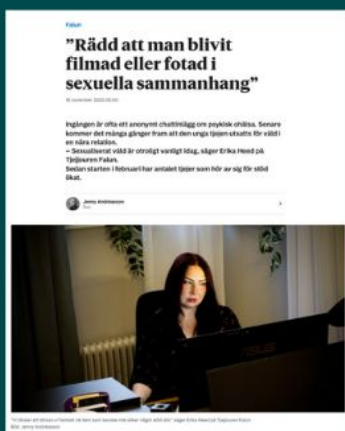 Falun
"Rädd att man blivit
filmad eller fotad i
sexuella sammanhang"
Ingången är ofta ett anonymt chattinlägg om psykisk ohälsa. Senare
kommer det många gånger fram att den unga tjejen utsatts för våld i
en nära relation.
– Sexualiserat våld är otroligt vanligt idag, säger Erika Heed på
Tjejjouren Falun.
Sedan starten i februari har antalet tjejer som hör av sig för stöd
ökat.
Jenny Andréasson
ASUS